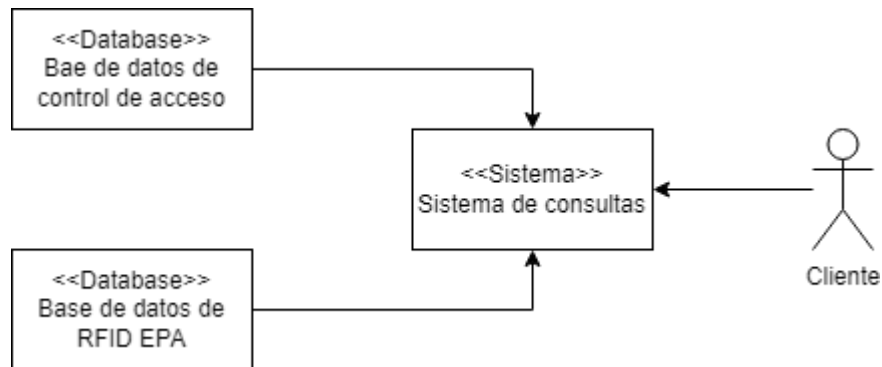 <<Database>>
Bae de datos de
control de acceso
<<Sistema>>
Sistema de consultas
<<Database>>
Base de datos de
RFID EPA
Cliente